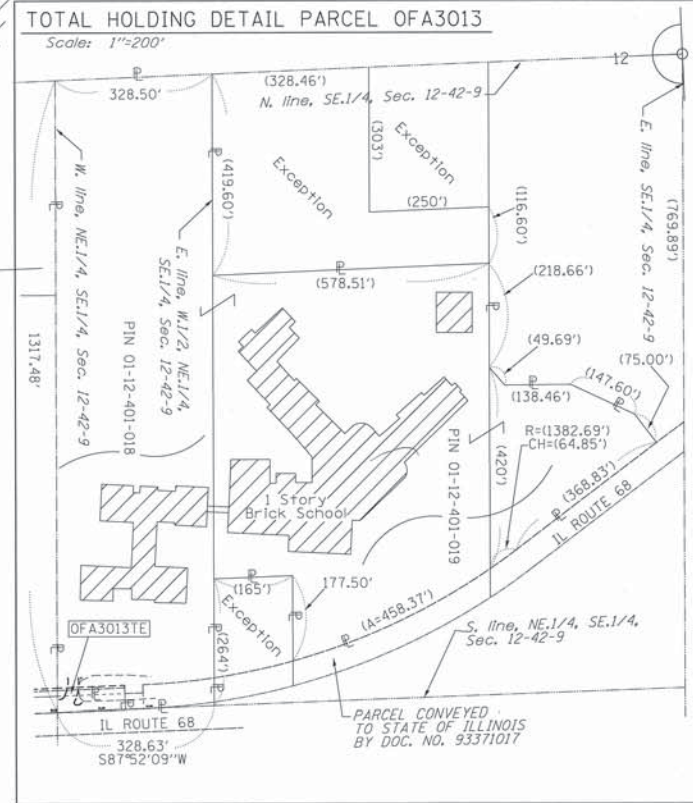 TOTAL HOLDING DETAIL PARCEL OFA3013
Scale: 1"=200'
12
328.50'
(328.46')
N. line, SE.1/4, Sec. 12-42-9
W. line, NE.1/4,
SE.1/4, Sec. 12-42-9
(419.60')
E. line, W.1/2, NE.1/4,
SE.1/4, Sec. 12-42-9
Exception
(303')
Exception
(250')
(116.60')
E. line, SE.1/4, Sec. 12-42-9
(769.89')
(578.51')
(218.66')
(49.69')
(75.00')
(138.46')
(147.60')
1317.48'
PIN 01-12-401-018
PIN 01-12-401-019
(420')
R=(1382.69')
CH=(64.85')
(368.83')
IL ROUTE 68
1 Story
Brick School
(165')
177.50'
Exception
(264')
(A=458.37')
S. line, NE.1/4, SE.1/4,
Sec. 12-42-9
OFA3013TE
IL ROUTE 68
328.63'
S87°52'09"W
PARCEL CONVEYED
TO STATE OF ILLINOIS
BY DOC. NO. 93371017